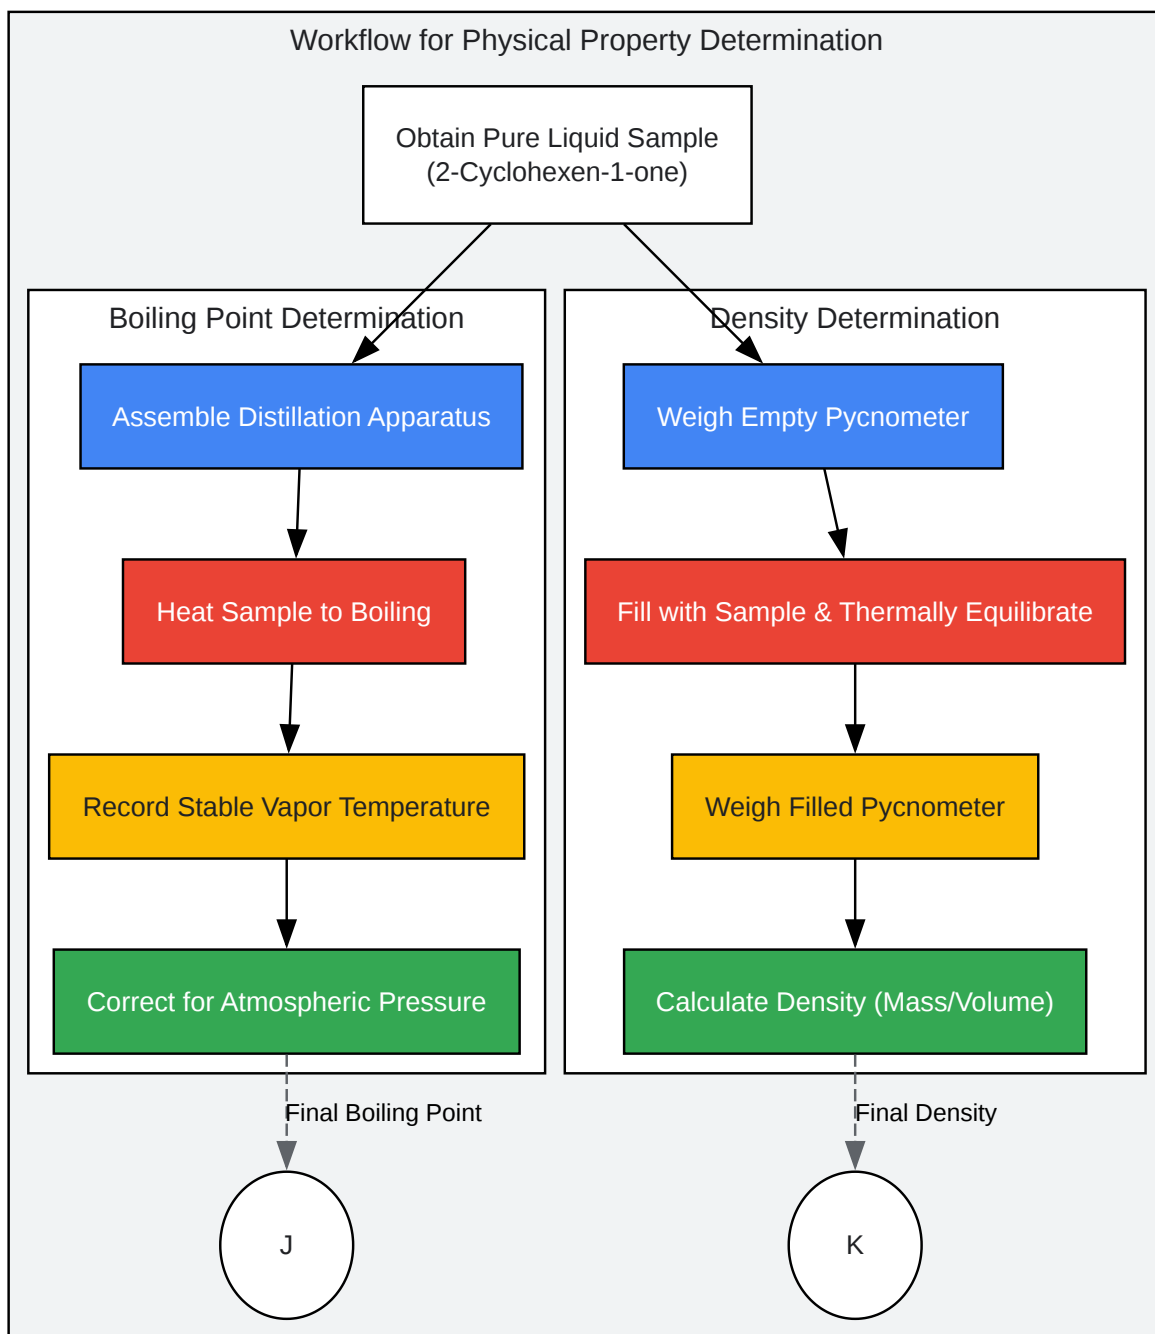 Workflow for Physical Property Determination
Obtain Pure Liquid Sample
(2-Cyclohexen-1-one)
Boiling Point Determination
Assemble Distillation Apparatus
Heat Sample to Boiling
Record Stable Vapor Temperature
Correct for Atmospheric Pressure
Final Boiling Point
J
Density Determination
Weigh Empty Pycnometer
Fill with Sample & Thermally Equilibrate
Weigh Filled Pycnometer
Calculate Density (Mass/Volume)
Final Density
K